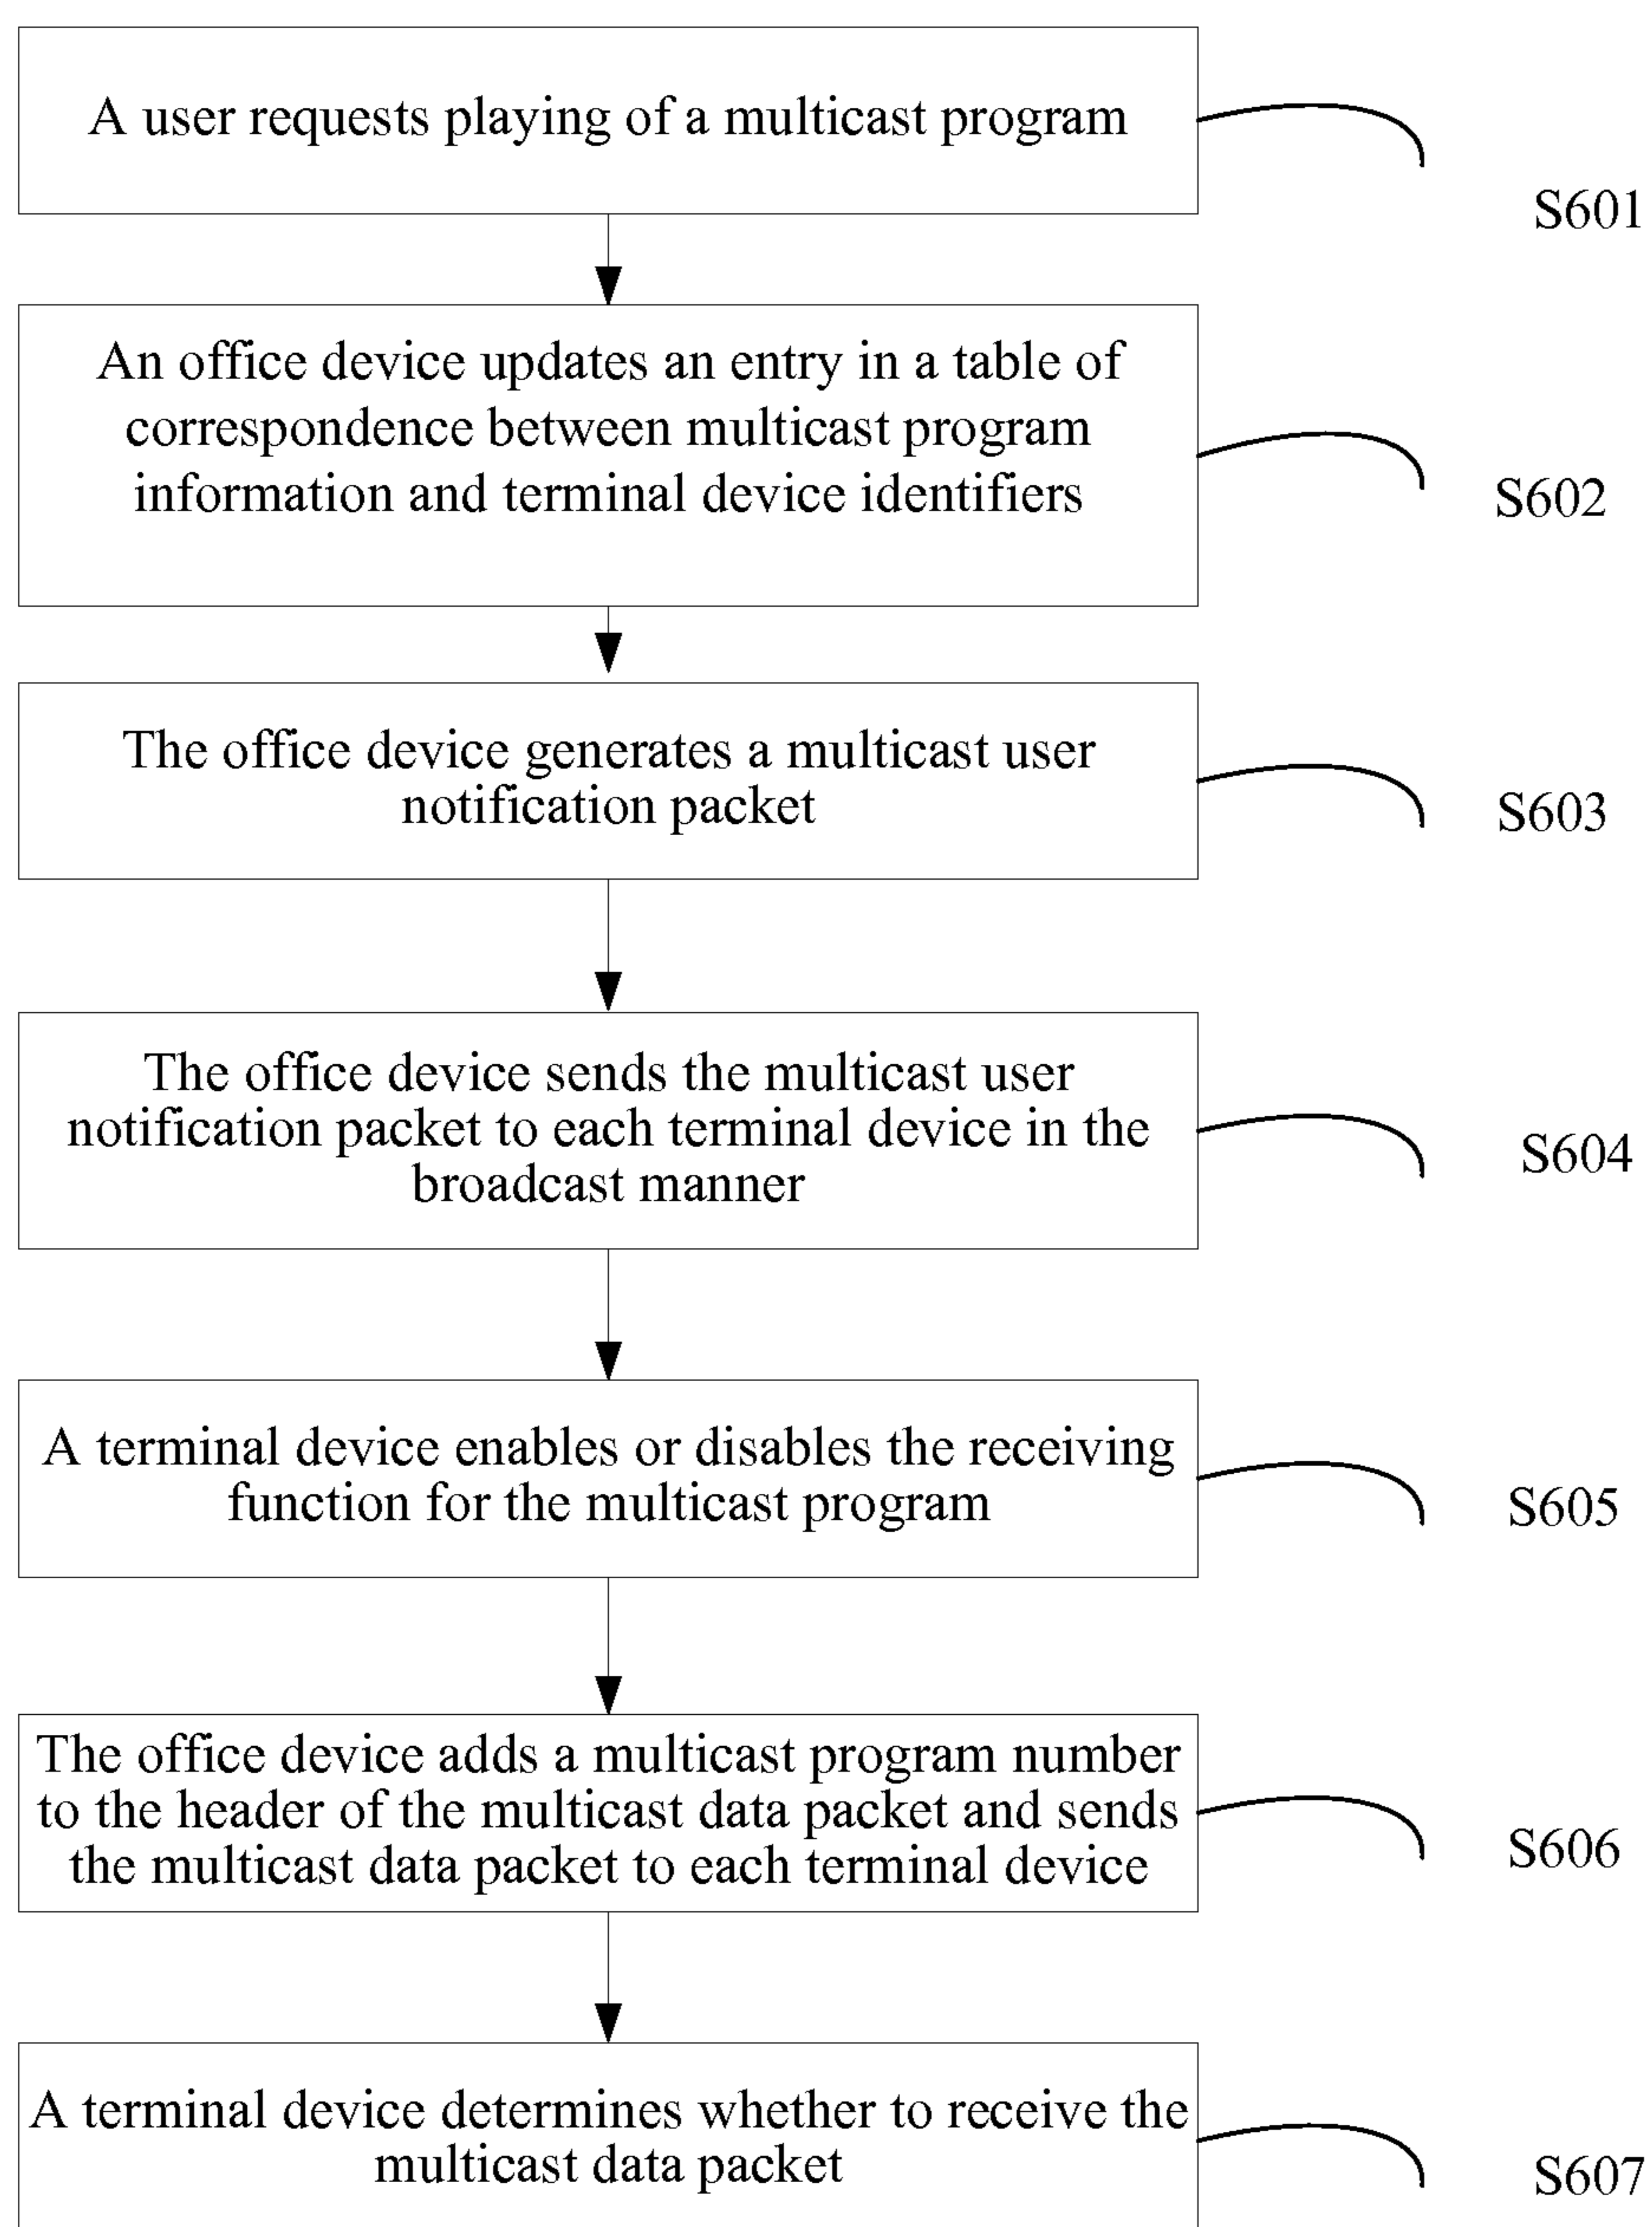 A user requests playing of a multicast program
S601
An office device updates an entry in a table of
correspondence between multicast program
information and terminal device identifiers
S602
The office device generates a multicast user
notification packet
S603
The office device sends the multicast user
notification packet to each terminal device in the
broadcast manner
S604
A terminal device enables or disables the receiving
function for the multicast program
S605
The office device adds a multicast program number
to the header of the multicast data packet and sends
the multicast data packet to each terminal device
S606
A terminal device determines whether to receive the
multicast data packet
S607